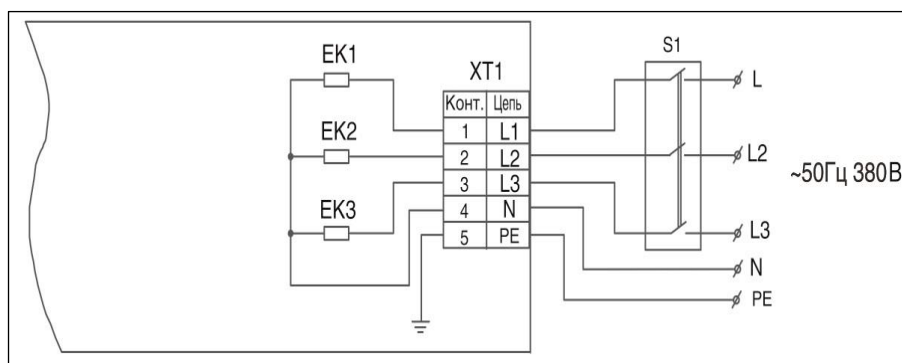 EK1
EK2
EK3
XT1
Конт. Цепь
1 L1
2 L2
3 L3
4 N
5 PE
S1
L
L2
L3
N
PE
~50Гц 380В